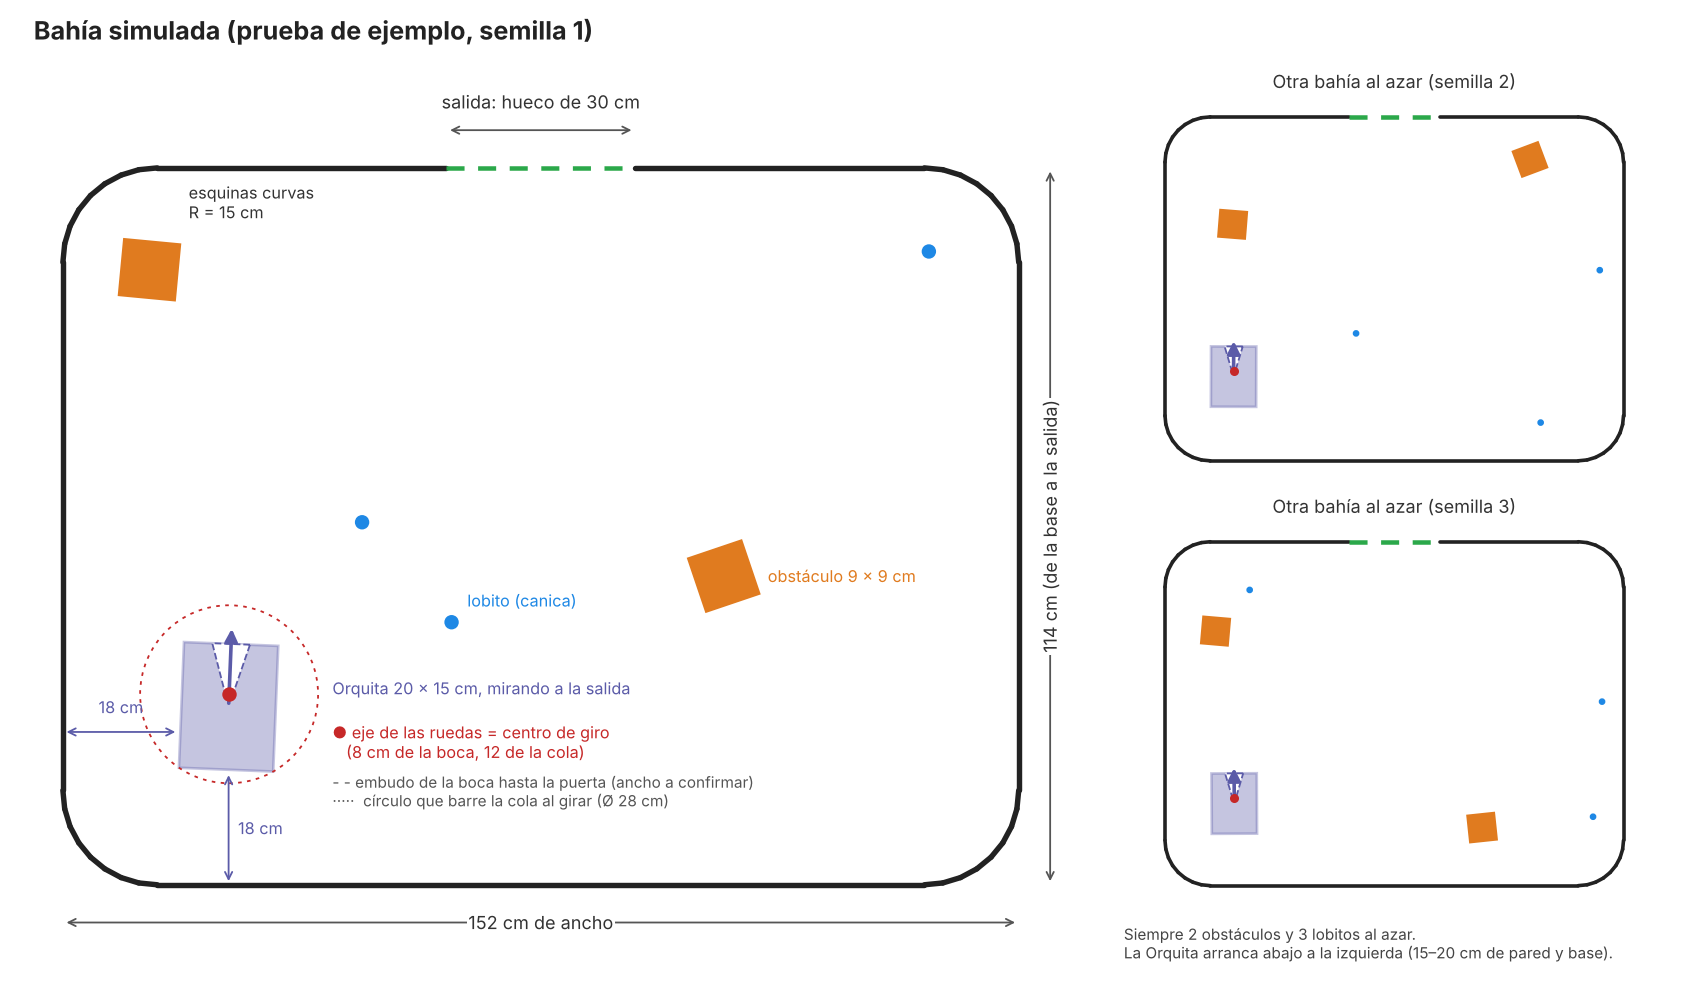 Bahía simulada (prueba de ejemplo, semilla 1)
salida: hueco de 30 cm
esquinas curvas
R = 15 cm
obstáculo 9 × 9 cm
lobito (canica)
Orquita 20 × 15 cm, mirando a la salida
18 cm
eje de las ruedas = centro de giro
(8 cm de la boca, 12 de la cola)
- - embudo de la boca hasta la puerta (ancho a confirmar)
····· círculo que barre la cola al girar (Ø 28 cm)
18 cm
152 cm de ancho
114 cm (de la base a la salida)
Otra bahía al azar (semilla 2)
Otra bahía al azar (semilla 3)
Siempre 2 obstáculos y 3 lobitos al azar.
La Orquita arranca abajo a la izquierda (15–20 cm de pared y base).